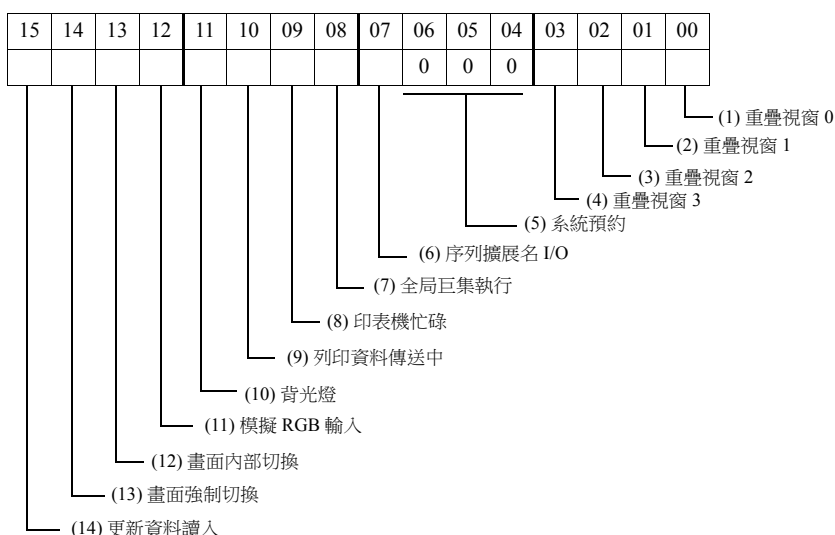 15 14 13 12 11 10 09 08 07 06 05 04 03 02 01 00
0 0 0
(1) 重疊視窗 0
(2) 重疊視窗 1
(3) 重疊視窗 2
(4) 重疊視窗 3
(5) 系統預約
(6) 序列擴展名 I/O
(7) 全局巨集執行
(8) 印表機忙碌
(9) 列印資料傳送中
(10) 背光燈
(11) 模擬 RGB 輸入
(12) 畫面內部切換
(13) 畫面強制切換
(14) 更新資料讀入